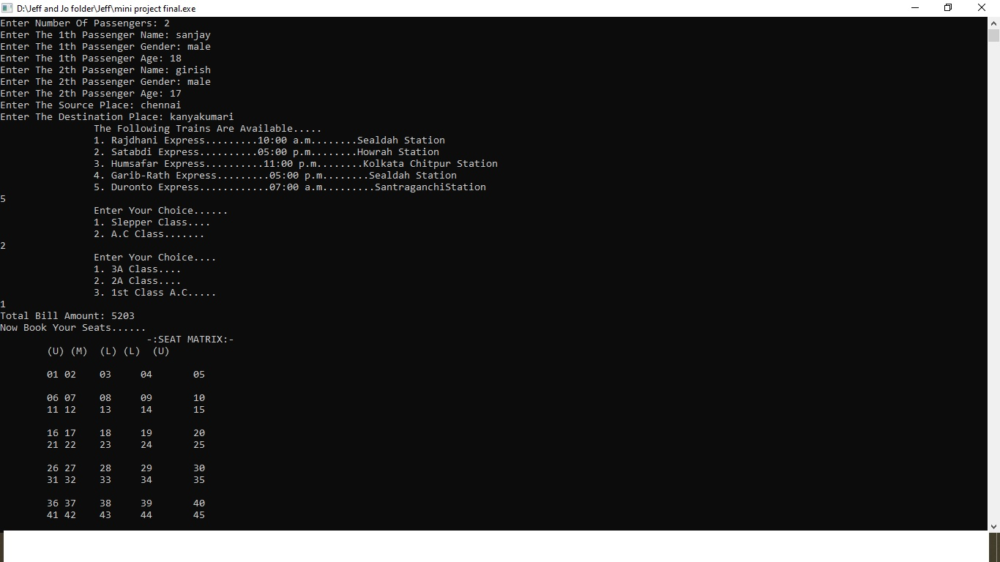 D:\Jeff and Jo folder\Jeff\mini project final.exe
Enter Number Of Passengers: 2
Enter The 1th Passenger Name: sanjay
Enter The 1th Passenger Gender: male
Enter The 1th Passenger Age: 18
Enter The 2th Passenger Name: girish
Enter The 2th Passenger Gender: male
Enter The 2th Passenger Age: 17
Enter The Source Place: chennai
Enter The Destination Place: kanyakumari
The Following Trains Are Available.....
1. Rajdhani Express.........10:00 a.m........Sealdah Station
2. Satabdi Express..........05:00 p.m........Howrah Station
3. Humsafar Express..........11:00 p.m........Kolkata Chitpur Station
4. Garib-Rath Express.........05:00 p.m........Sealdah Station
5. Duronto Express............07:00 a.m.........SantraganchiStation
5
Enter Your Choice......
1. Slepper Class....
2. A.C Class.......
2
Enter Your Choice....
1. 3A Class....
2. 2A Class....
3. 1st Class A.C.....
1
Total Bill Amount: 5203
Now Book Your Seats......
-:SEAT MATRIX:-
(U) (M) (L) (L) (U)
01 02 03 04 05
06 07 08 09 10
11 12 13 14 15
16 17 18 19 20
21 22 23 24 25
26 27 28 29 30
31 32 33 34 35
36 37 38 39 40
41 42 43 44 45